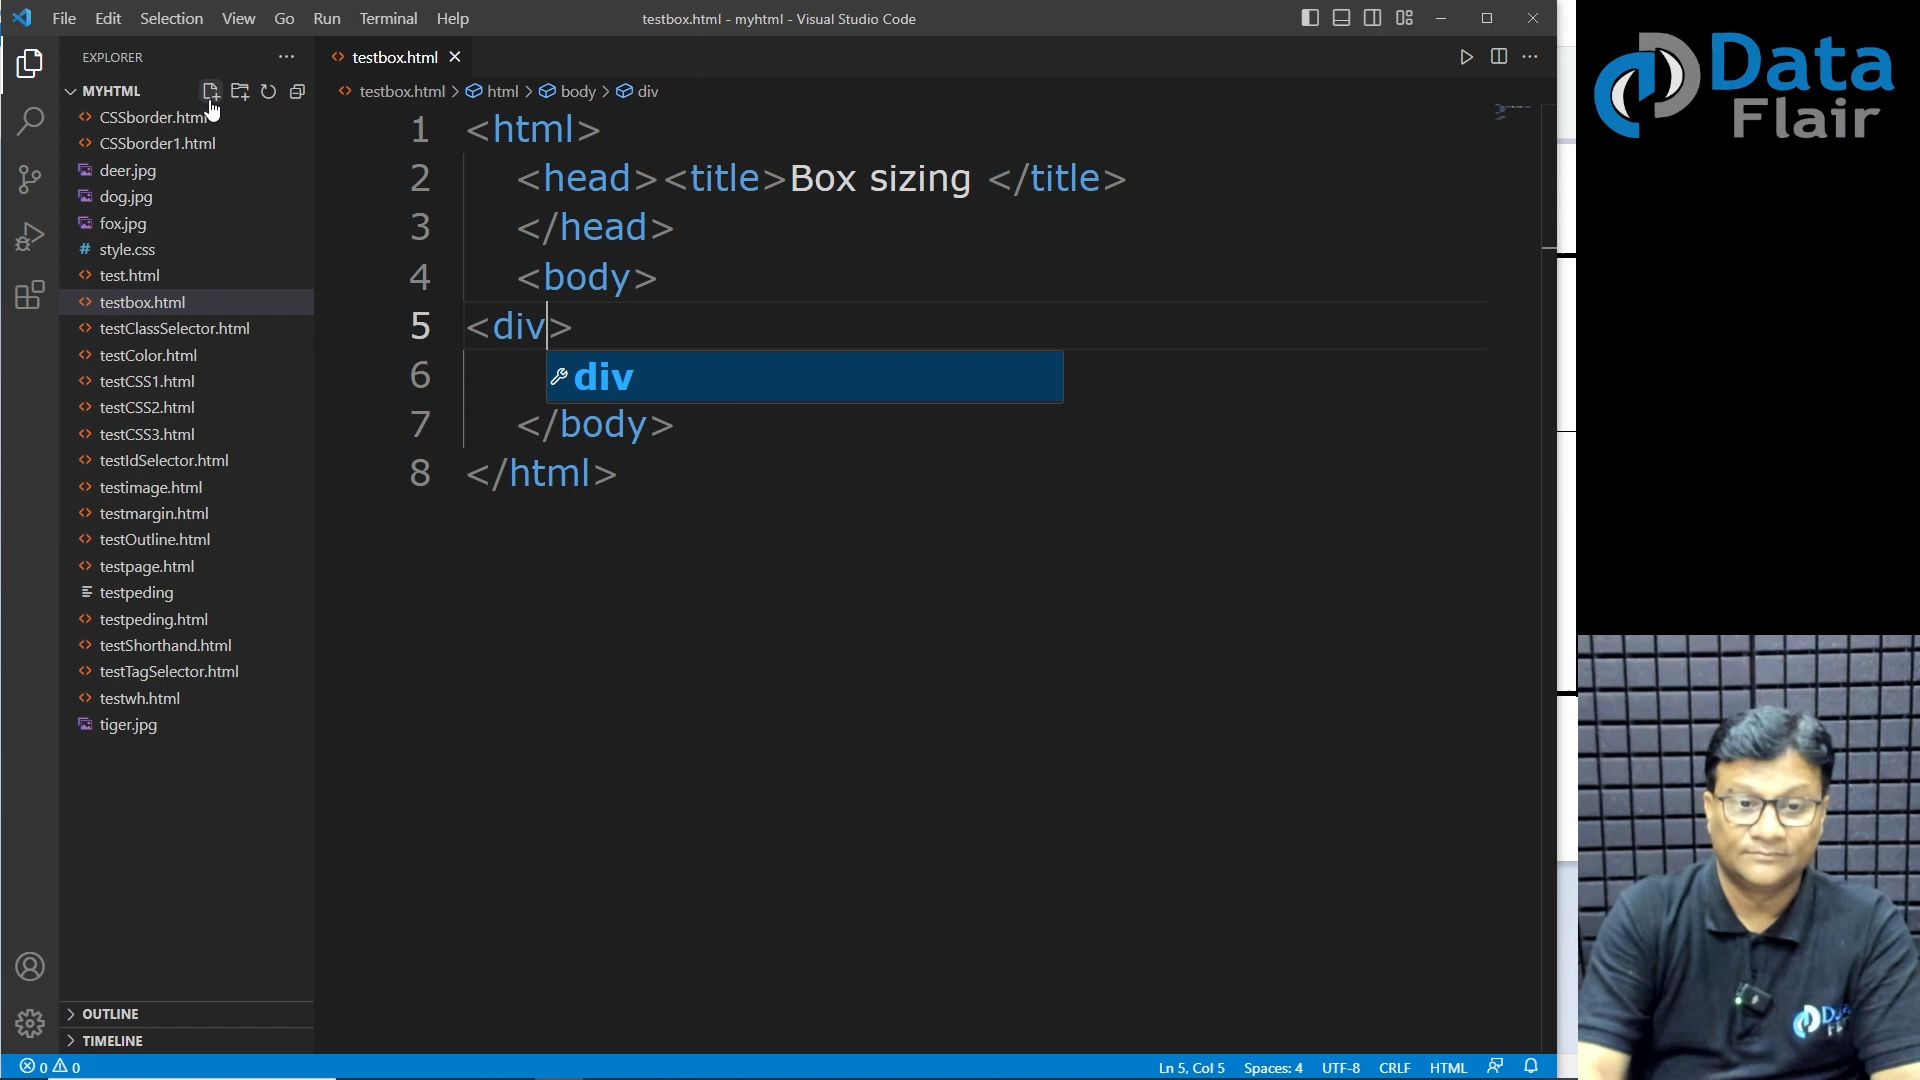 File Edit Selection View Go Run Terminal Help
testbox.html - myhtml - Visual Studio Code
EXPLORER
MYHTML
CSSborder.html
CSSborder1.html
deer.jpg
dog.jpg
fox.jpg
# style.css
test.html
testbox.html
testClassSelector.html
testColor.html
testCSS1.html
testCSS2.html
testCSS3.html
testIdSelector.html
testimage.html
testmargin.html
testOutline.html
testpage.html
testpeding
testpeding.html
testShorthand.html
testTagSelector.html
testwh.html
tiger.jpg
OUTLINE
TIMELINE
<> testbox.html
<> testbox.html > html > body > div
1 <html>
2 <head><title>Box sizing </title>
3 </head>
4 <body>
5 <div>
6
div
7 </body>
8 </html>
0 0
Ln 5, Col 5 Spaces: 4 UTF-8 CRLF HTML
Data
Flair